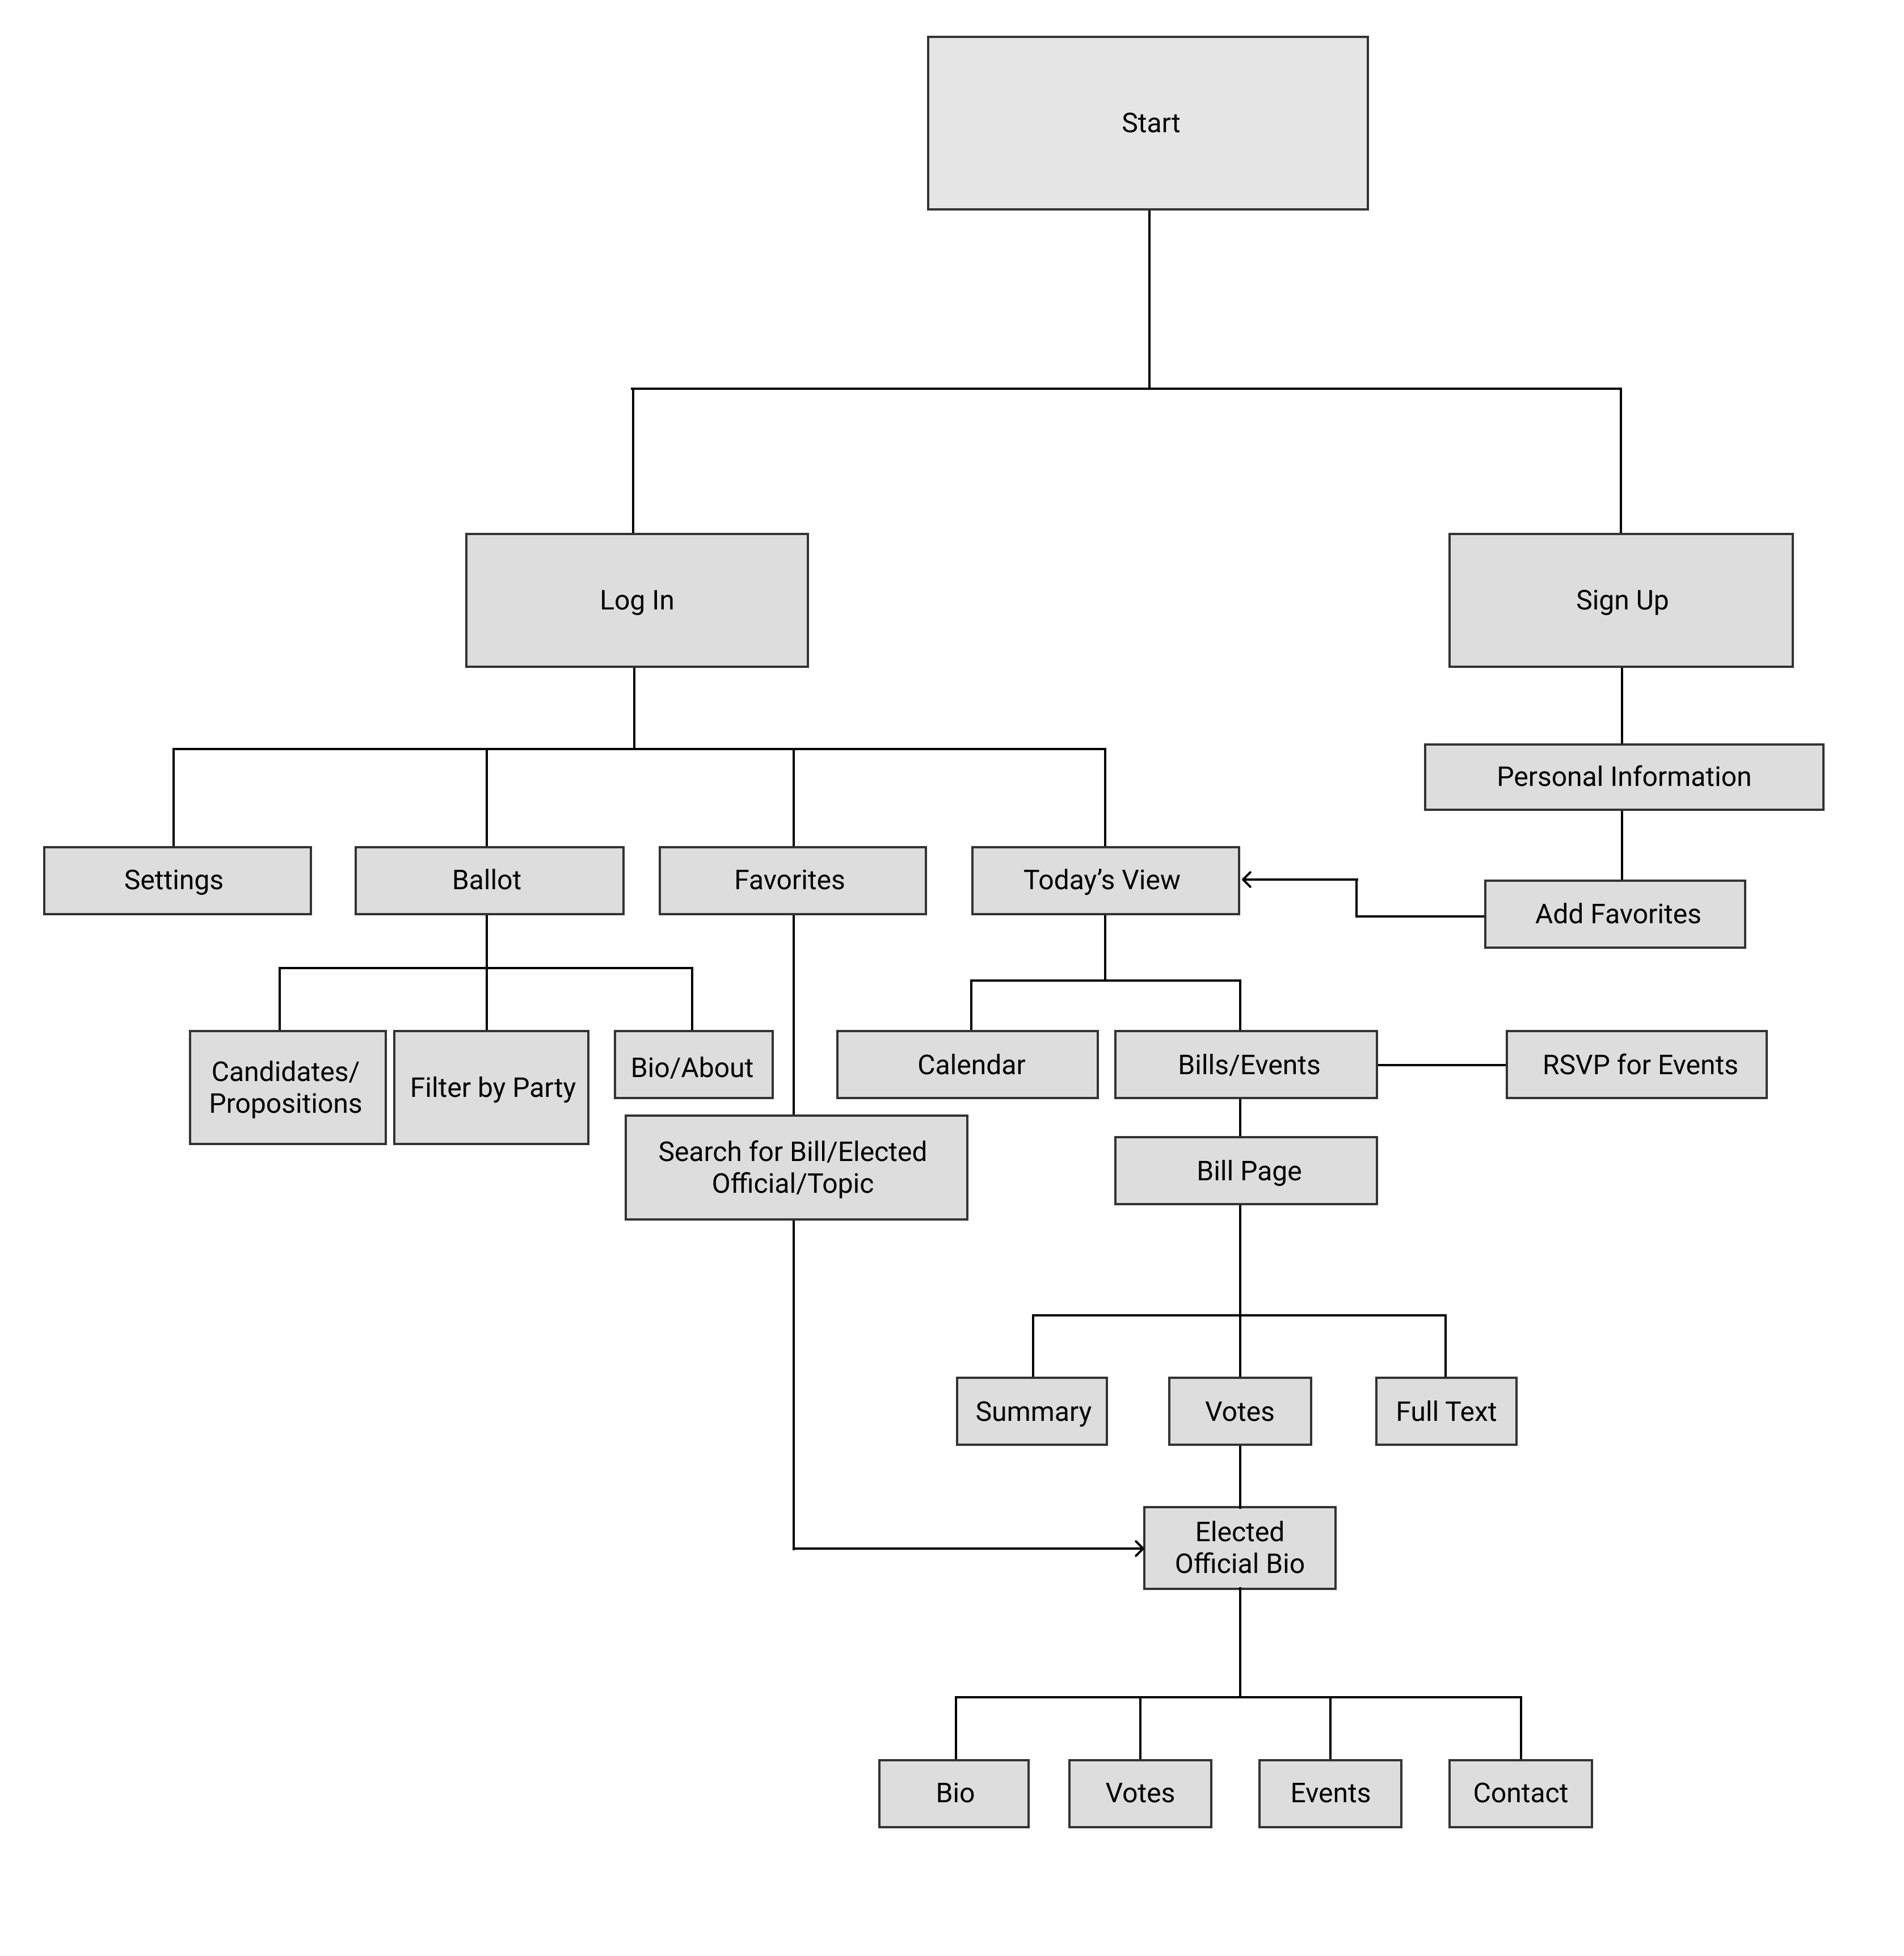 Start
Log In
Sign Up
Personal Information
Settings
Ballot
Favorites
Today’s View
Add Favorites
Candidates/
Propositions
Filter by Party
Bio/About
Calendar
Bills/Events
RSVP for Events
Search for Bill/Elected
Official/Topic
Bill Page
Summary
Votes
Full Text
Elected
Official Bio
Bio
Votes
Events
Contact